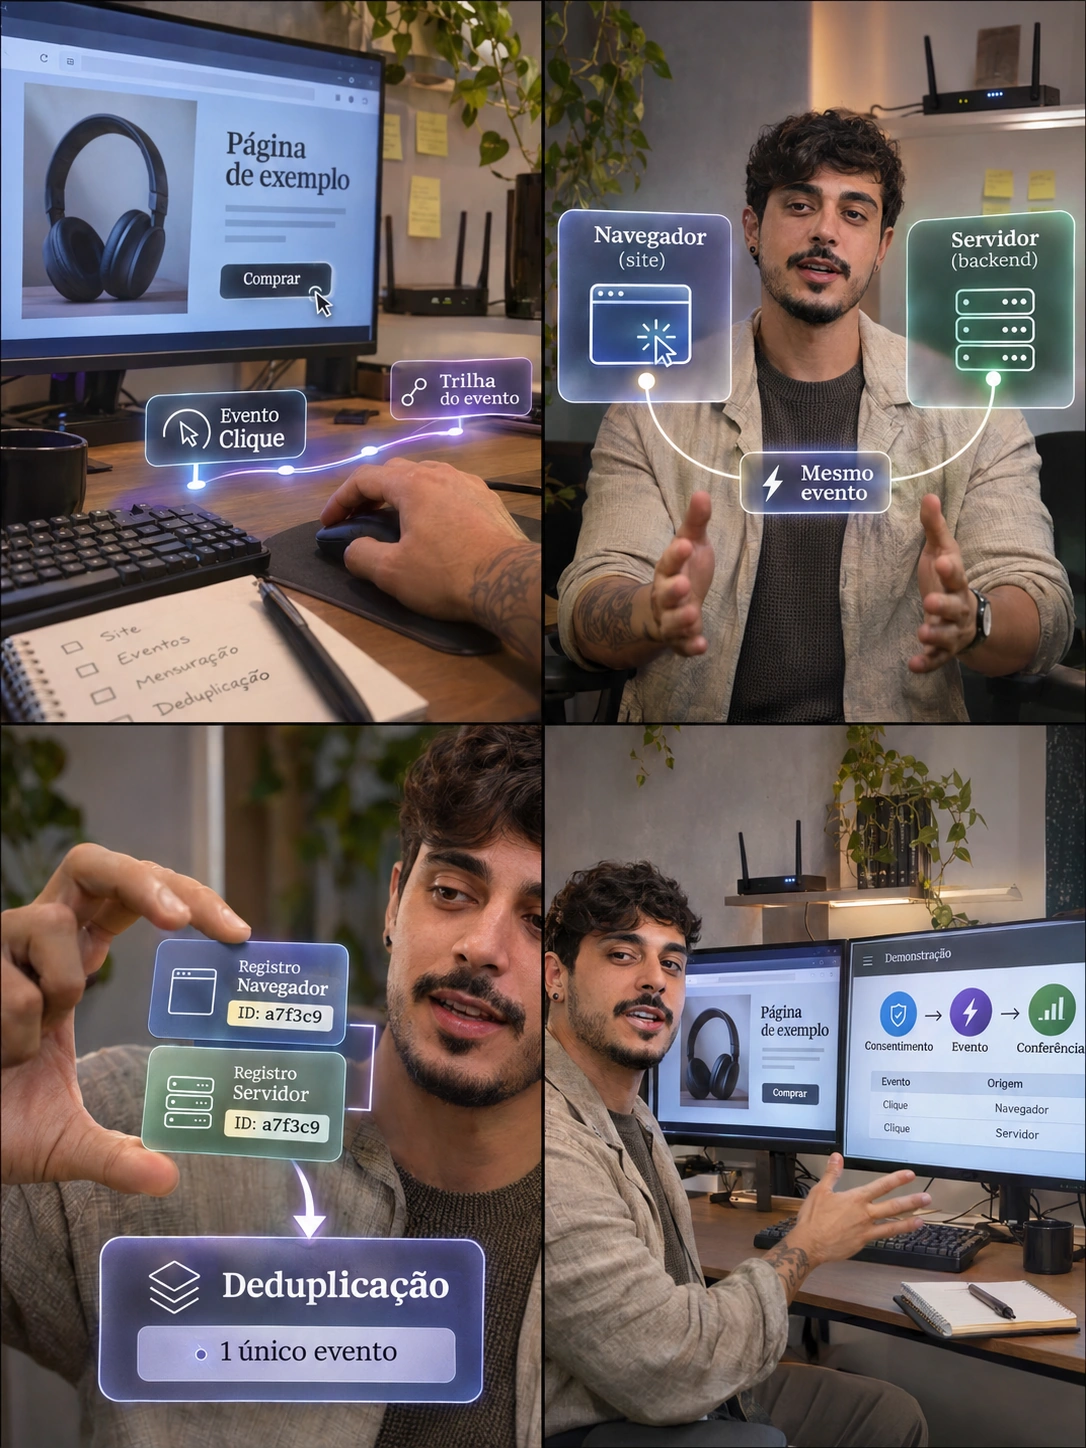 Página
de exemplo
Comprar
Evento
Clique
Trilha
do evento
Site
Eventos
Mensuração
Deduplicação
Navegador
(site)
Servidor
(backend)
Mesmo
evento
Registro
Navegador
ID: a7f3c9
Registro
Servidor
ID: a7f3c9
Deduplicação
1 único evento
Página
de exemplo
Comprar
Demonstração
Consentimento
Evento
Conferência
Evento Origem
Clique Navegador
Clique Servidor